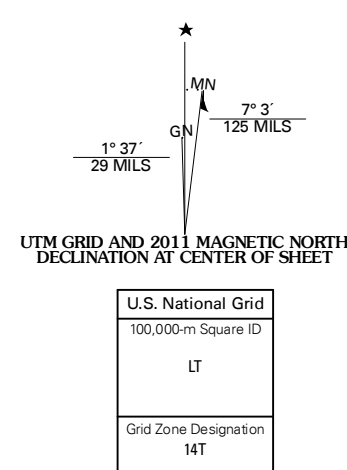 MN
GN
7° 3´
125 MILS
1° 37´
29 MILS
UTM GRID AND 2011 MAGNETIC NORTH
DECLINATION AT CENTER OF SHEET
U.S. National Grid
100,000-m Square ID
LT
Grid Zone Designation
14T